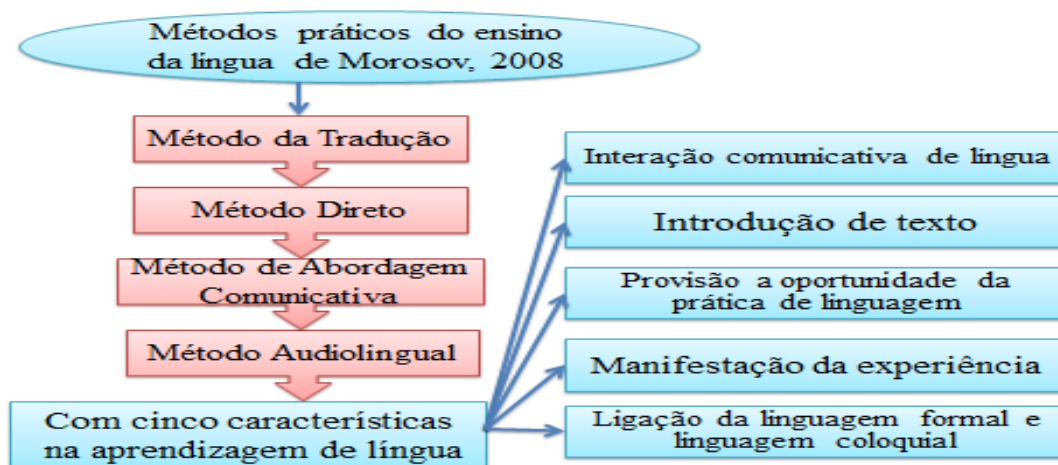 Métodos práticos do ensino
da língua de Morosov, 2008
Método da Tradução
Método Direto
Método de Abordagem
Comunicativa
Método Audiolingual
Com cinco características
na aprendizagem de língua
Interação comunicativa de lingua
Introdução de texto
Provisão a oportunidade da
prática de linguagem
Manifestação da experiência
Ligação da linguagem formal e
linguagem coloquial